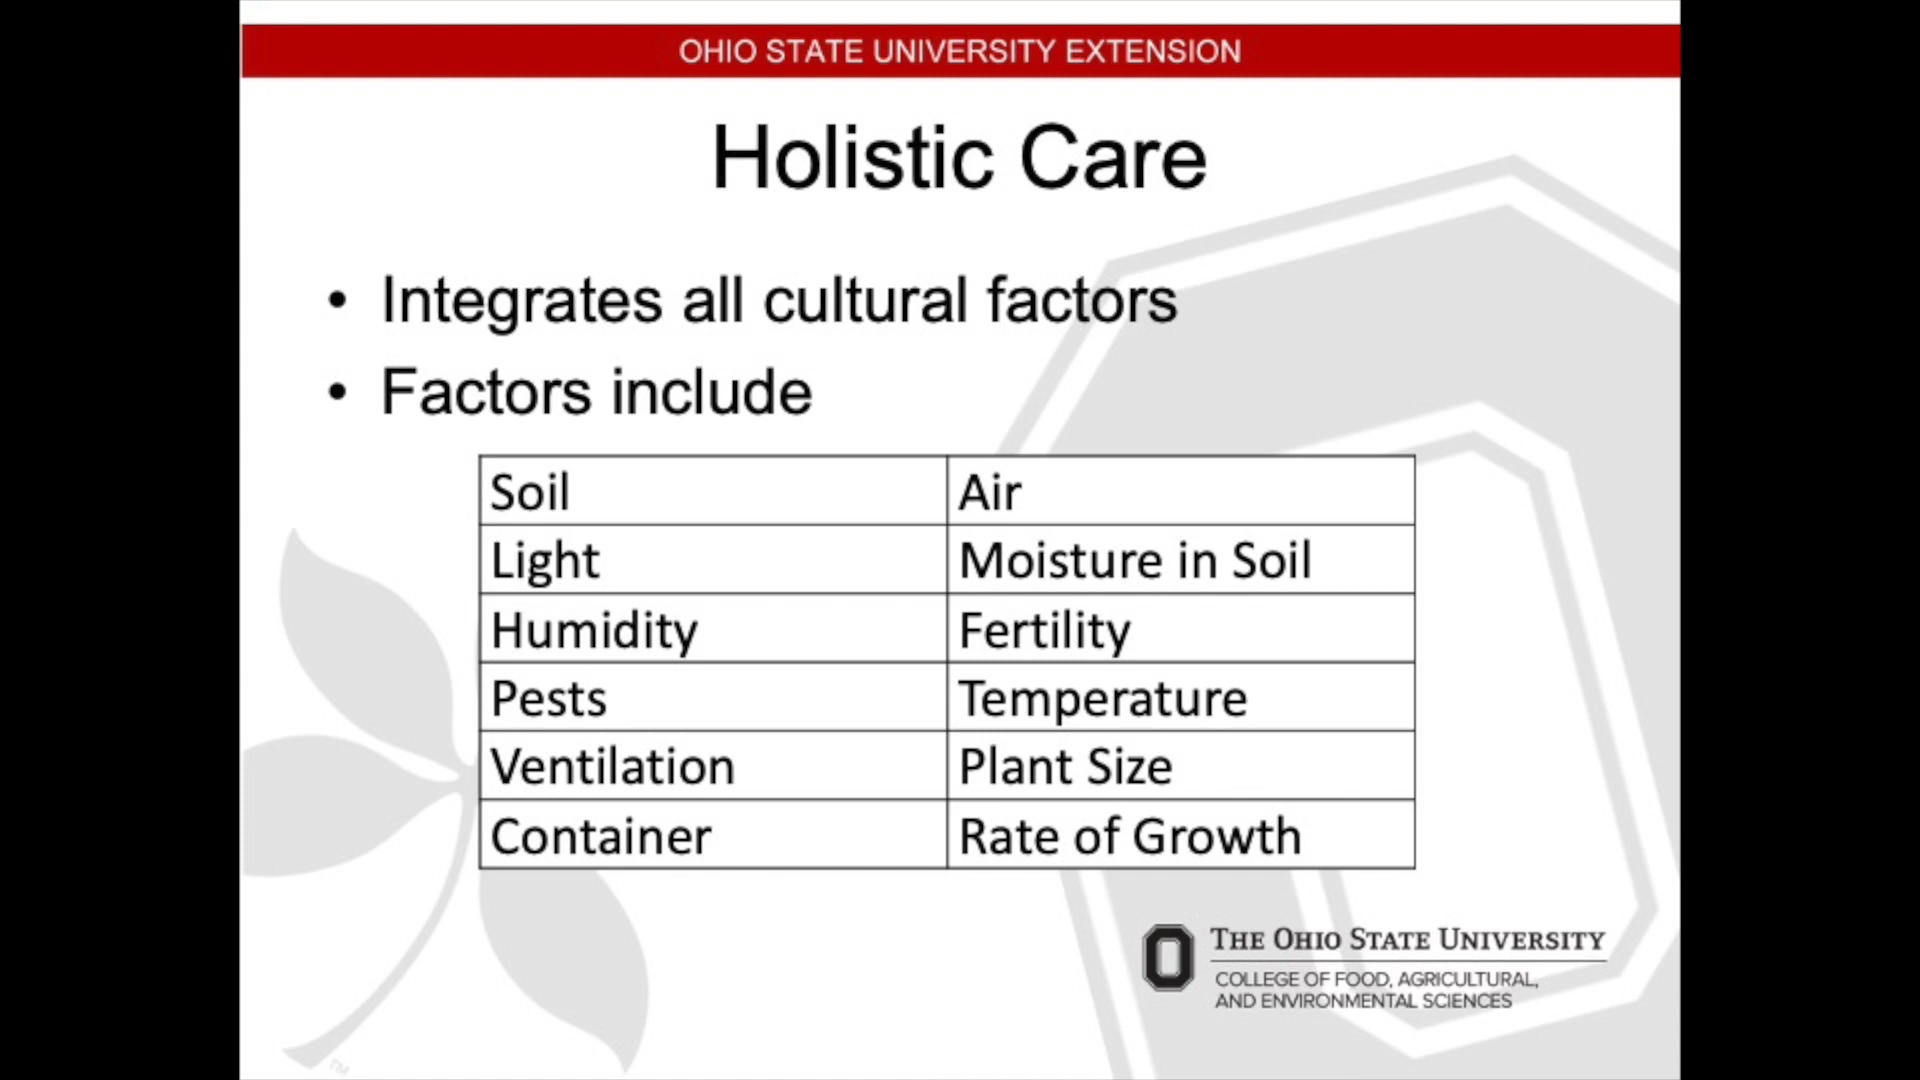 OHIO STATE UNIVERSITY EXTENSION
Holistic Care
• Integrates all cultural factors
• Factors include
Soil Air
Light Moisture in Soil
Humidity Fertility
Pests Temperature
Ventilation Plant Size
Container Rate of Growth
THE OHIO STATE UNIVERSITY
COLLEGE OF FOOD, AGRICULTURAL,
AND ENVIRONMENTAL SCIENCES
TM